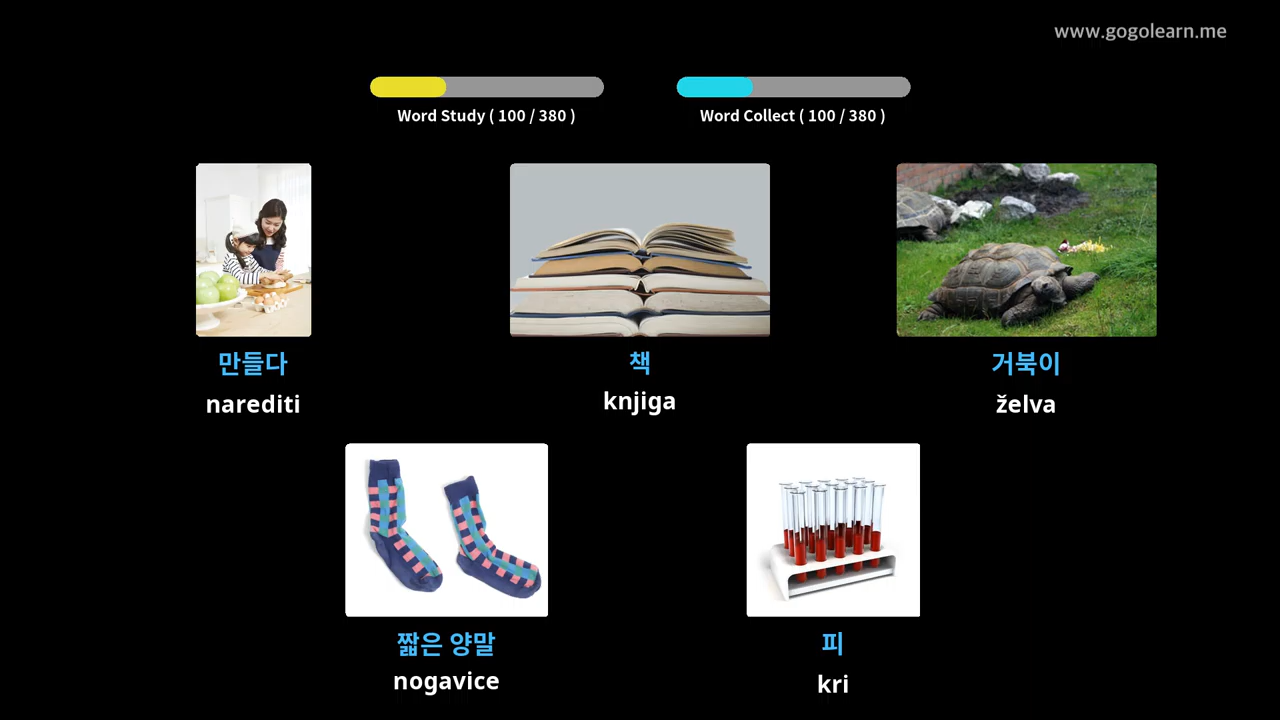 www.gogolearn.me
Word Study ( 100 / 380 )
Word Collect ( 100 / 380 )
만들다
narediti
책
knjiga
거북이
želva
짧은 양말
nogavice
피
kri